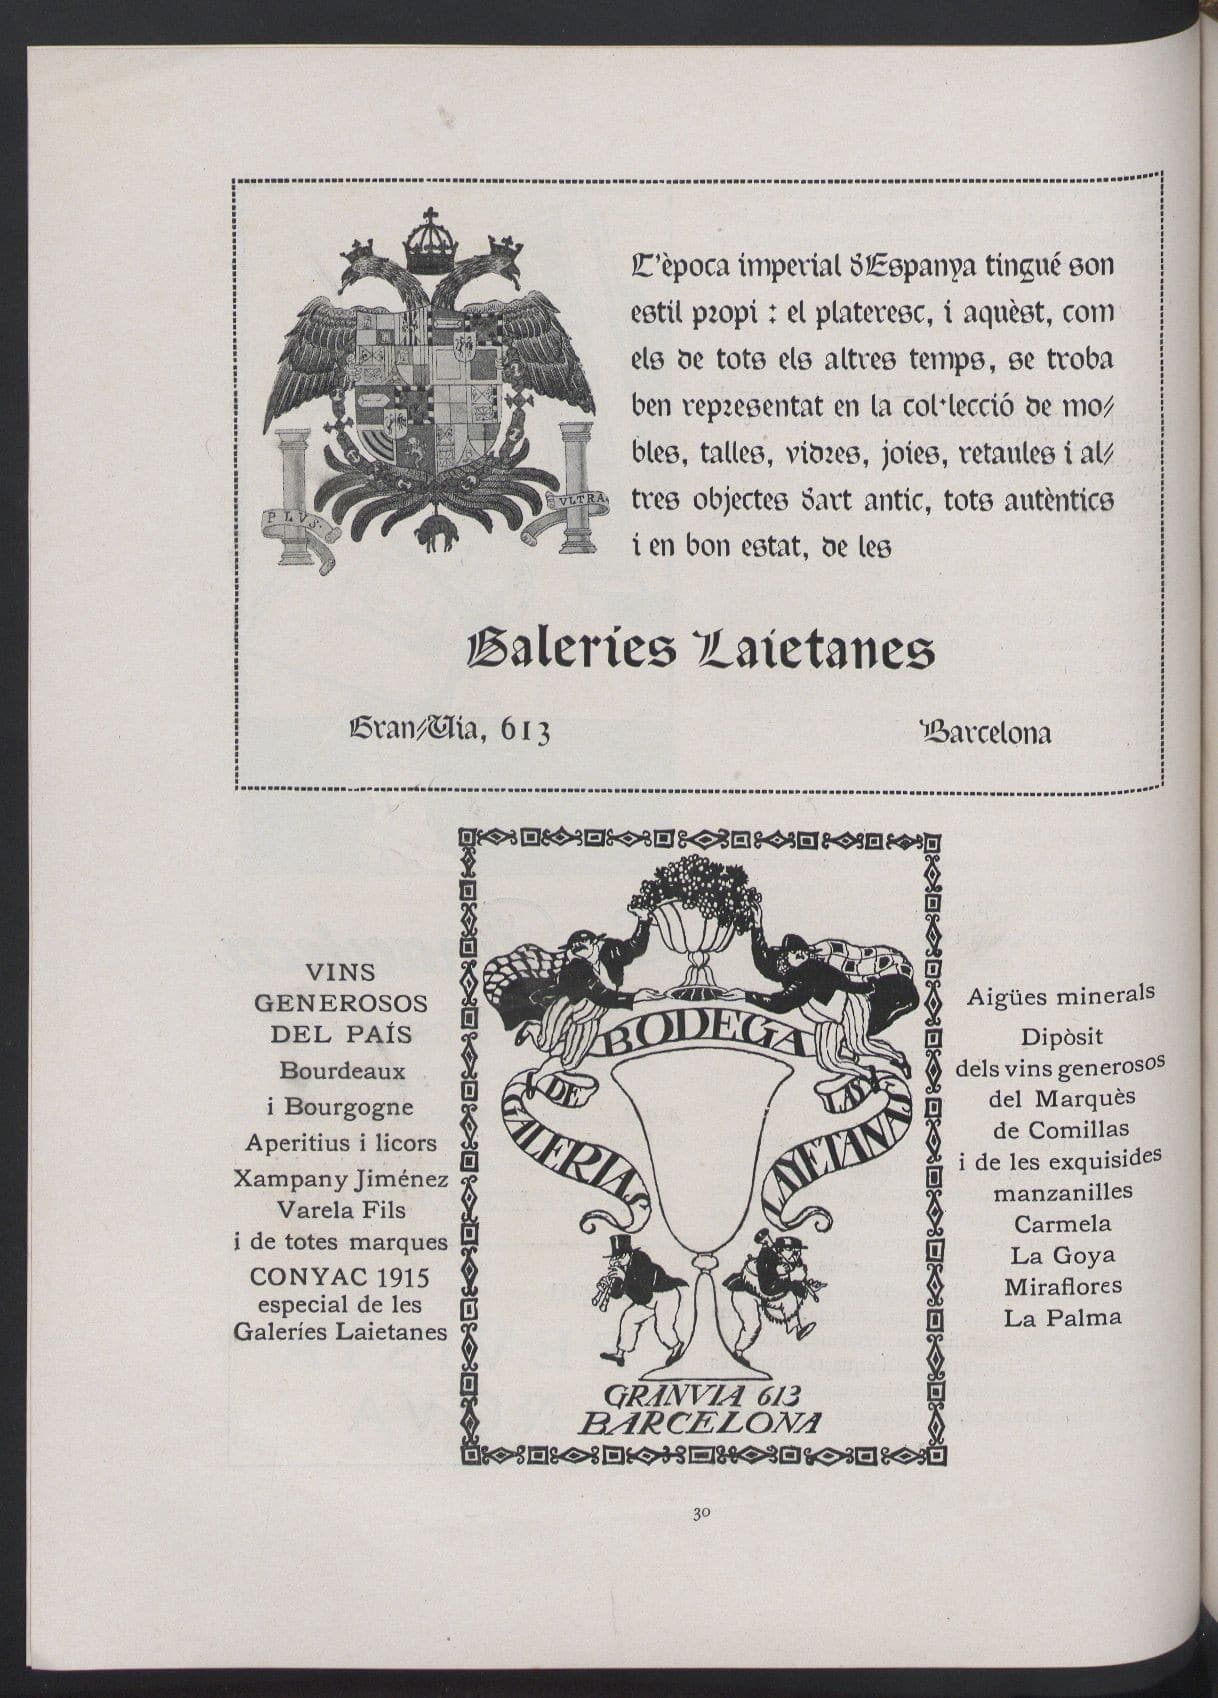 L'època imperial d'Espanya tingué son
estil propi: el plateresc, i aquèst, com
els de tots els altres temps, se troba
ben representat en la col·lecció de mo-
bles, talles, vidres, joies, retaules i al-
tres objectes d'art antic, tots autèntics
i en bon estat, de les
PLVS·
VLTRA
Galeríes Laietanes
Gran-Via, 613
Barcelona
VINS
GENEROSOS
DEL PAÍS
Bourdeaux
i Bourgogne
Aperitius i licors
Xampany Jiménez
Varela Fils
i de totes marques
CONYAC 1915
especial de les
Galeríes Laietanes
BODEGA
DE LAS
GALERIAS LAYETANAS
GRANVIA 613
BARCELONA
Aigües minerals
Dipòsit
dels vins generosos
del Marquès
de Comillas
i de les exquisides
manzanilles
Carmela
La Goya
Miraflores
La Palma
30